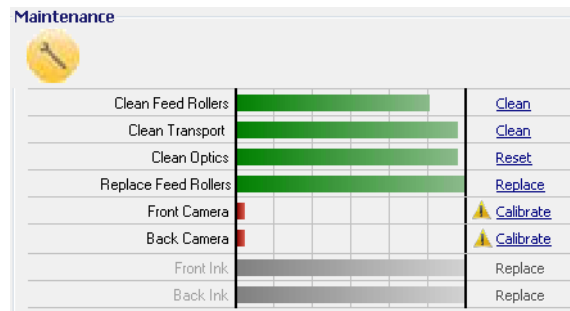 Maintenance
Clean Feed Rollers Clean
Clean Transport Clean
Clean Optics Reset
Replace Feed Rollers Replace
Front Camera Calibrate
Back Camera Calibrate
Front Ink Replace
Back Ink Replace